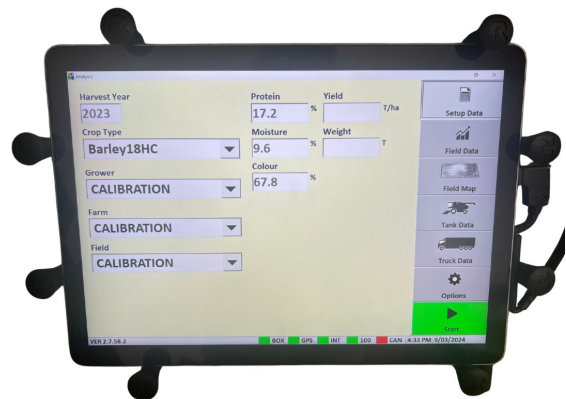 Analysis
Harvest Year
2023
Crop Type
Barley18HC
Grower
CALIBRATION
Farm
CALIBRATION
Field
CALIBRATION
Protein
17.2 %
Yield
T/ha
Moisture
9.6 %
Weight
T
Colour
67.8 %
Setup Data
Field Data
Field Map
Tank Data
Truck Data
Options
Start
VER 2.7.58.2
BOX GPS INT 100 CAN 4:33 PM 9/03/2024